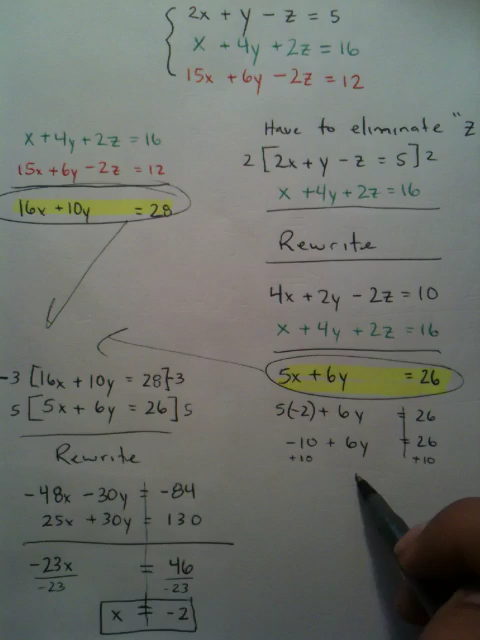 2x + y - z = 5
x + 4y + 2z = 16
15x + 6y - 2z = 12
x + 4y + 2z = 16
15x + 6y - 2z = 12
16x + 10y = 28
-3 [16x + 10y = 28] -3
5 [5x + 6y = 26] 5
Rewrite
-48x - 30y = -84
25x + 30y = 130
-23x = 46
-23 -23
x = -2
Have to eliminate "z
2 [2x + y - z = 5] 2
x + 4y + 2z = 16
Rewrite
4x + 2y - 2z = 10
x + 4y + 2z = 16
5x + 6y = 26
5(-2) + 6y = 26
-10 + 6y = 26
+10 +10